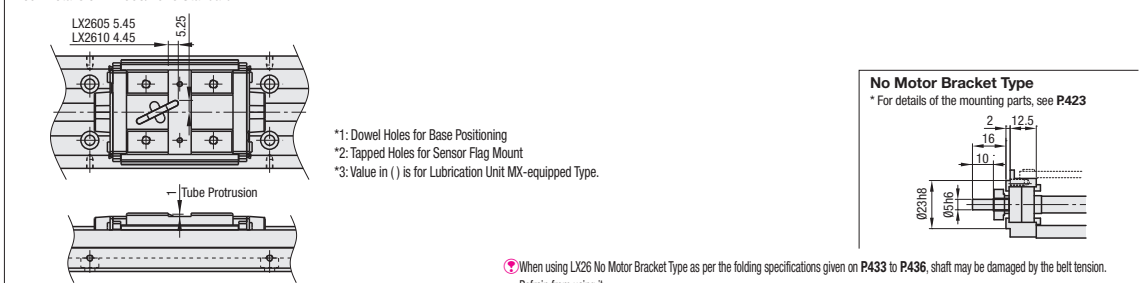 LX2605 5.45
LX2610 4.45
5.25
*1: Dowel Holes for Base Positioning
*2: Tapped Holes for Sensor Flag Mount
*3: Value in ( ) is for Lubrication Unit MX-equipped Type.
1
Tube Protrusion
No Motor Bracket Type
* For details of the mounting parts, see P.423
2 12.5
16
10
Ø23h8
Ø5h6
When using LX26 No Motor Bracket Type as per the folding specifications given on P.433 to P.436, shaft may be damaged by the belt tension.